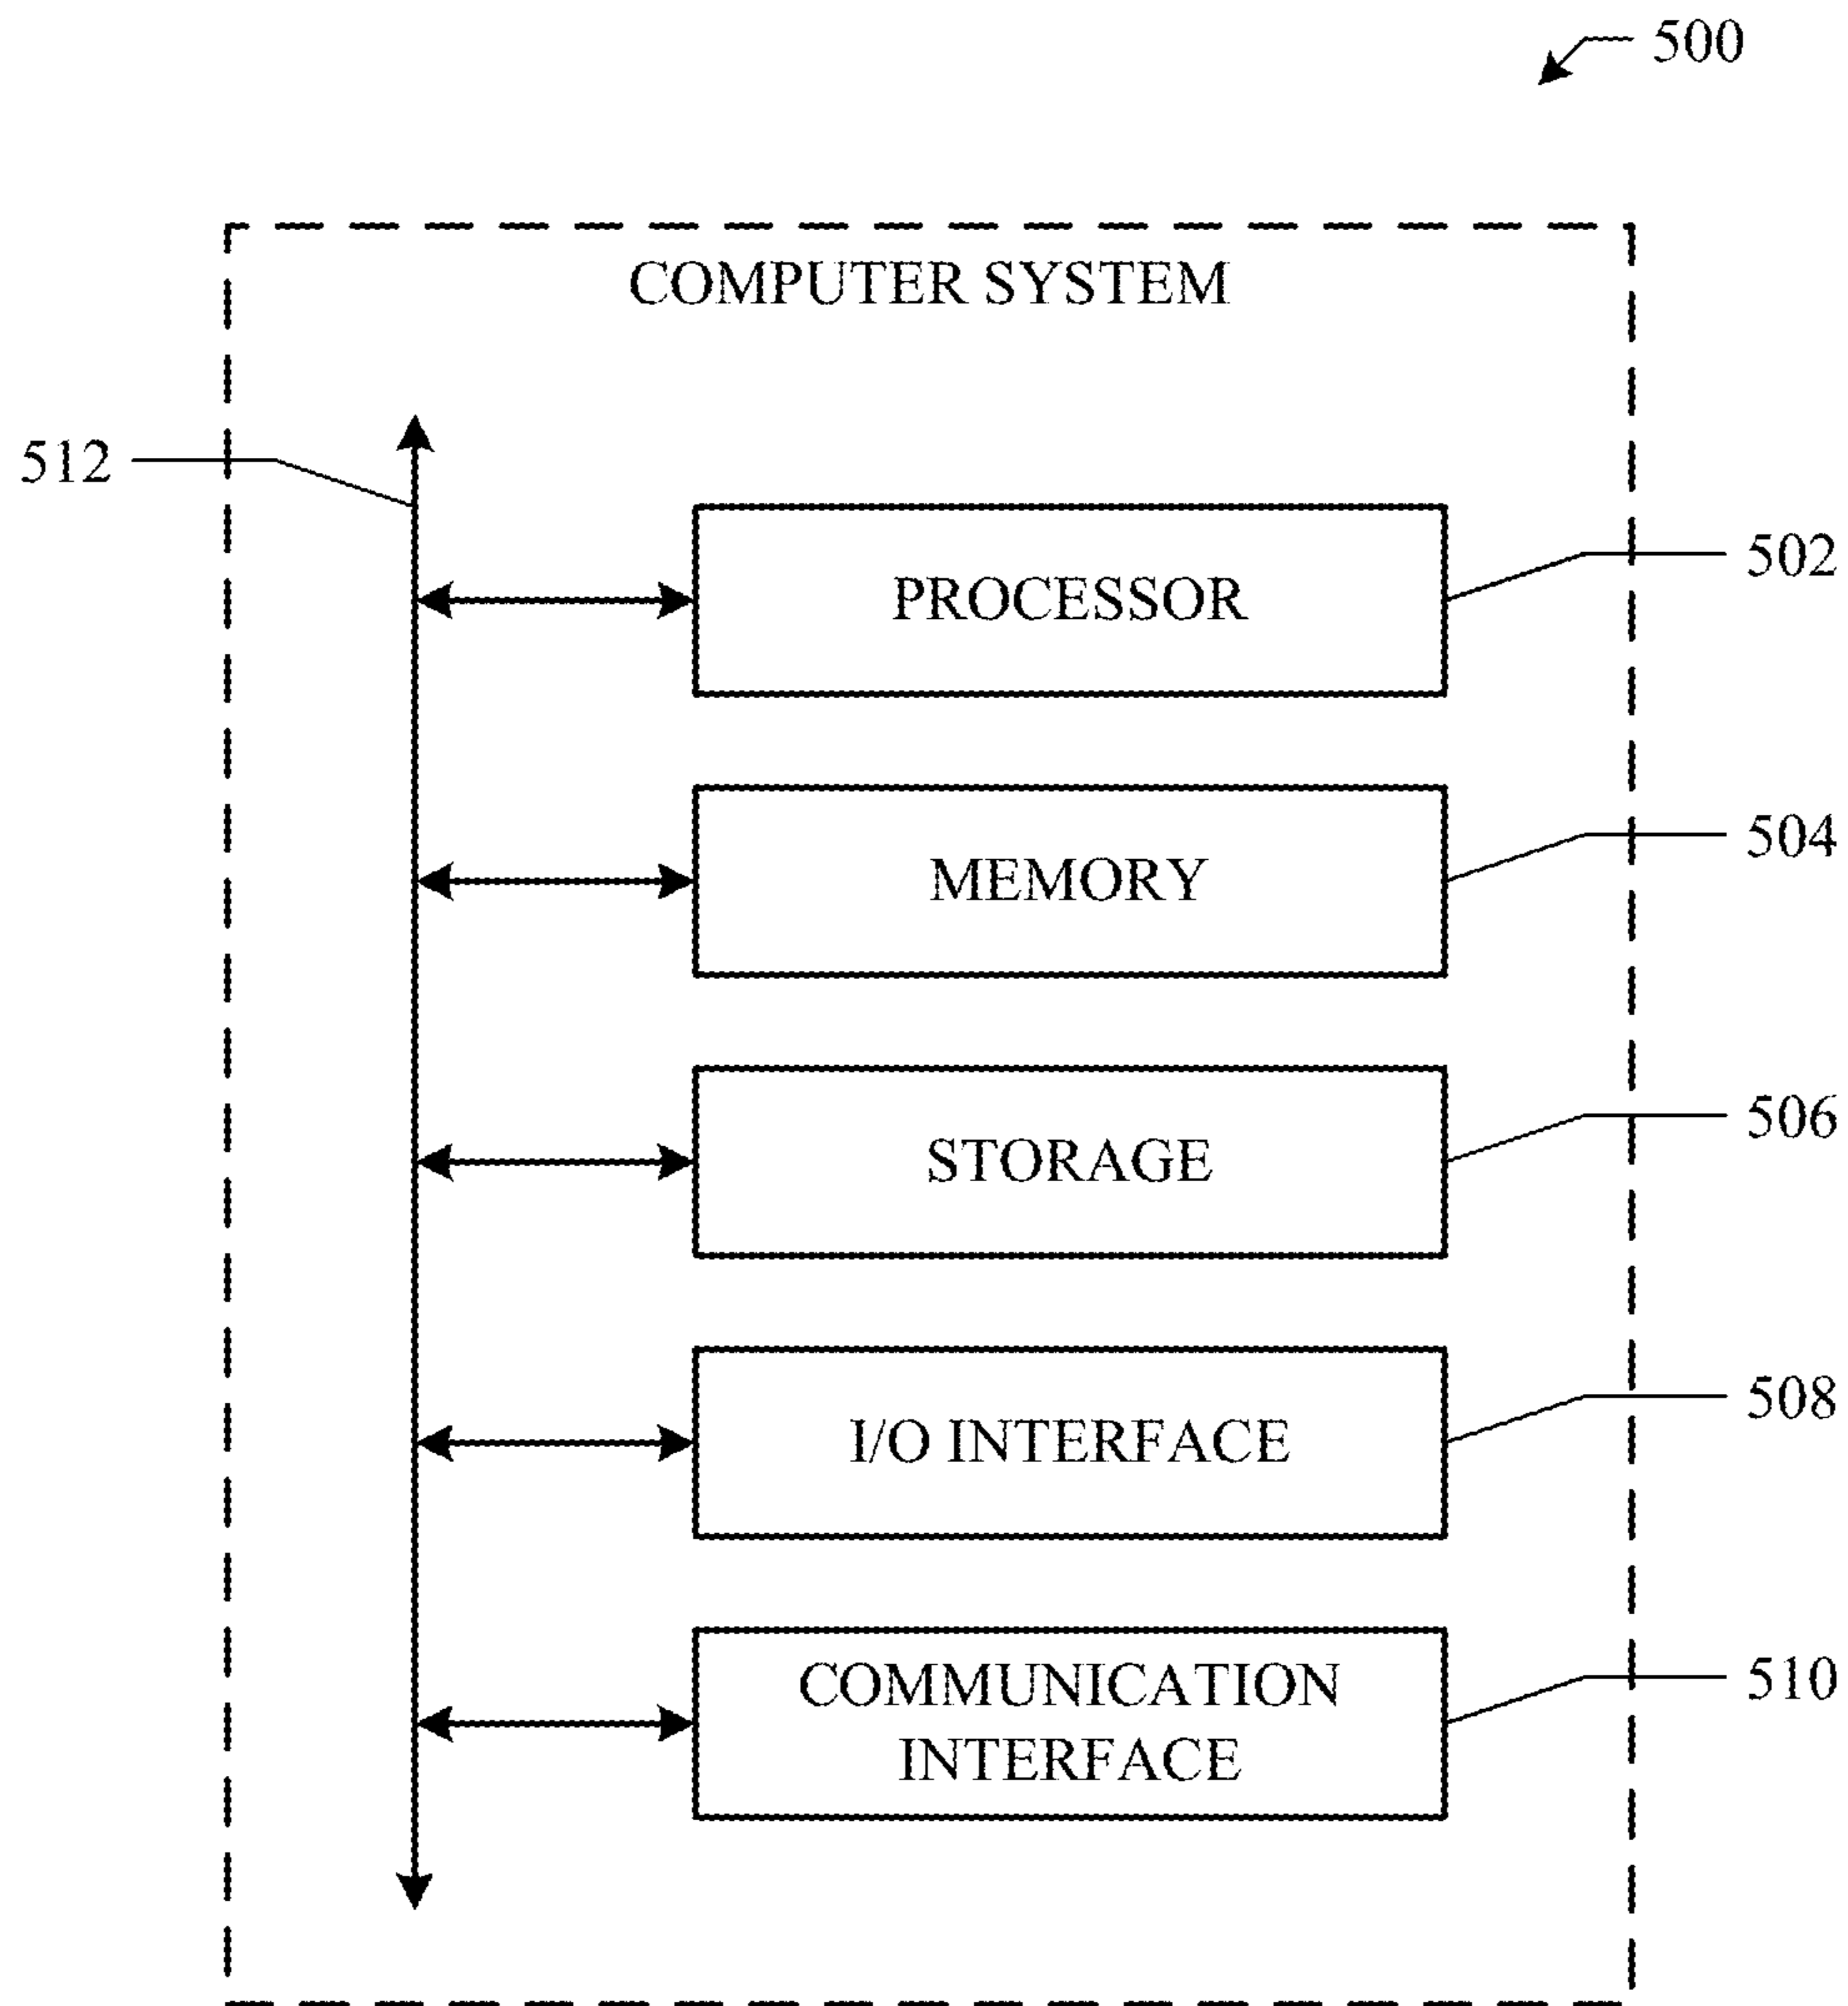 500
COMPUTER SYSTEM
512
PROCESSOR
502
MEMORY
504
STORAGE
506
I/O INTERFACE
508
COMMUNICATION
INTERFACE
510